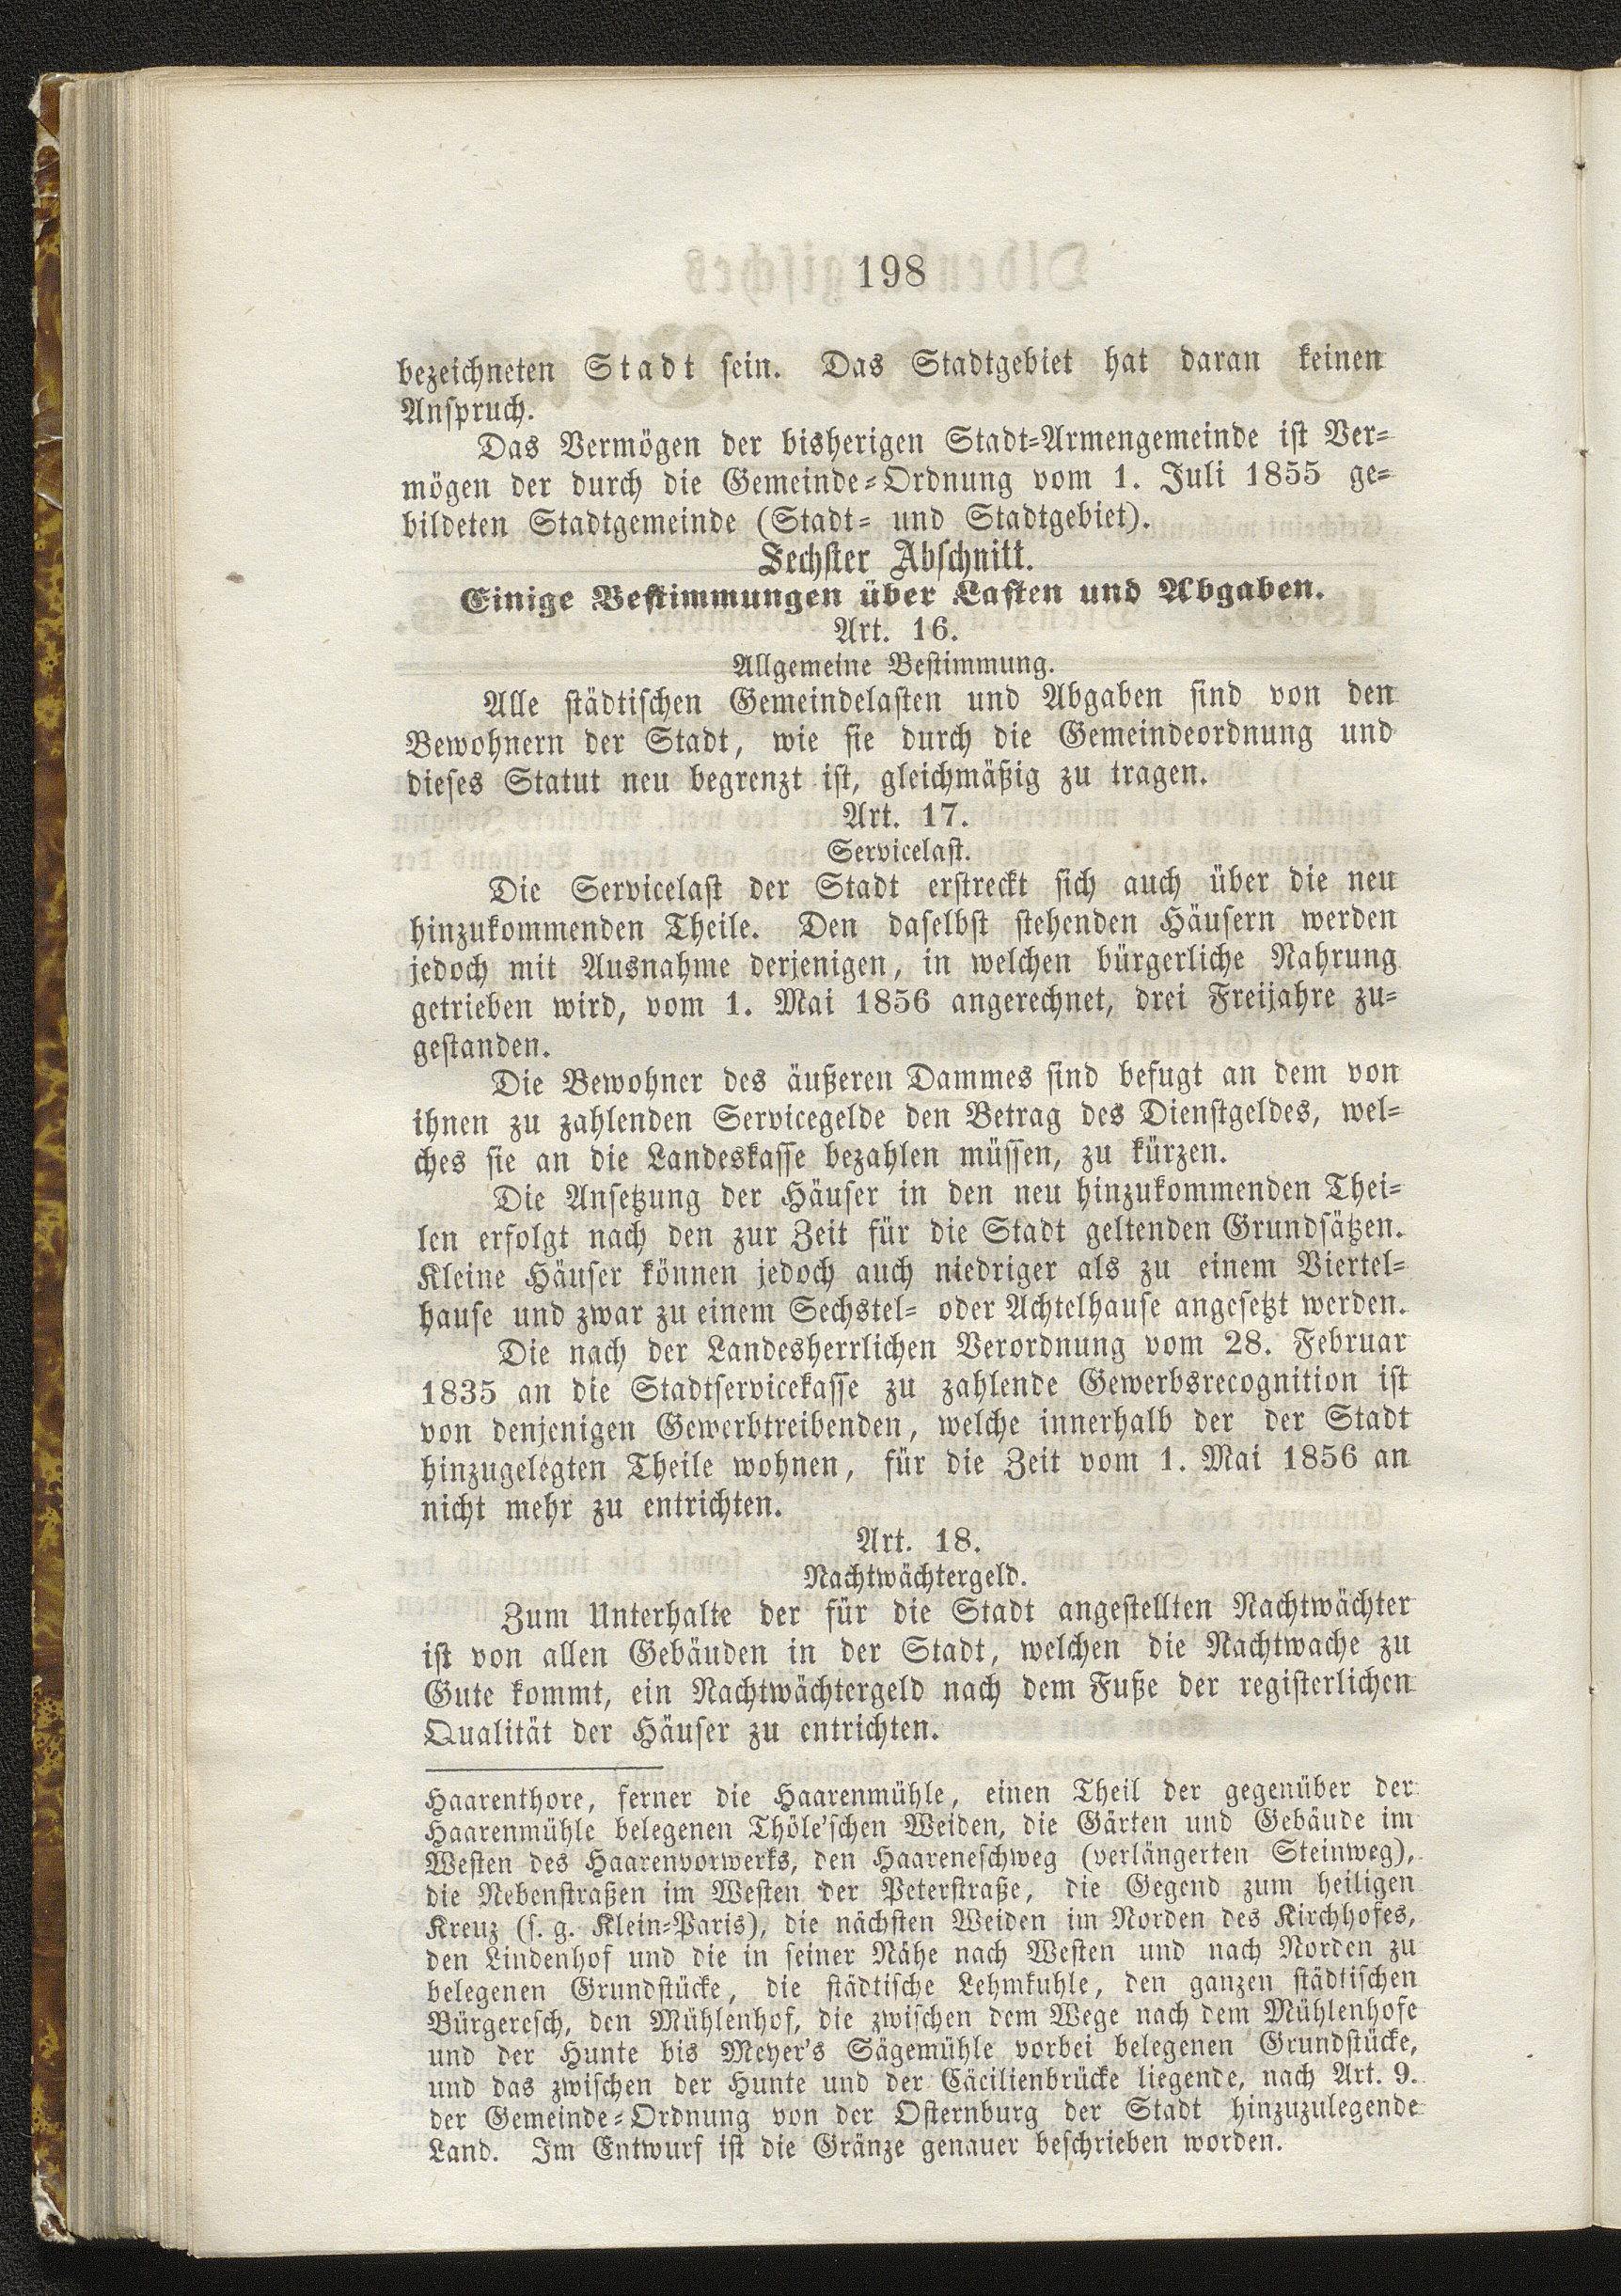 198
bezeichneten Stadt sein. Das Stadtgebiet hat daran keinen
Anspruch.
Das Vermögen der bisherigen Stadt-Armengemeinde ist Ver-
mögen der durch die Gemeinde-Ordnung vom 1. Juli 1855 ge-
bildeten Stadtgemeinde (Stadt- und Stadtgebiet).
Sechster Abschnitt.
Einige Bestimmungen über Lasten und Abgaben.
Art. 16.
Allgemeine Bestimmung.
Alle städtischen Gemeindelasten und Abgaben sind von den
Bewohnern der Stadt, wie sie durch die Gemeindeordnung und
dieses Statut neu begrenzt ist, gleichmäßig zu tragen.
Art. 17.
Servicelast.
Die Servicelast der Stadt erstreckt sich auch über die neu
hinzukommenden Theile. Den daselbst stehenden Häusern werden
jedoch mit Ausnahme derjenigen, in welchen bürgerliche Nahrung
getrieben wird, vom 1. Mai 1856 angerechnet, drei Freijahre zu-
gestanden.
Die Bewohner des äußeren Dammes sind befugt an dem von
ihnen zu zahlenden Servicegelde den Betrag des Dienstgeldes, wel-
ches sie an die Landeskasse bezahlen müssen, zu kürzen.
Die Ansetzung der Häuser in den neu hinzukommenden Thei-
len erfolgt nach den zur Zeit für die Stadt geltenden Grundsätzen.
Kleine Häuser können jedoch auch niedriger als zu einem Viertel-
hause und zwar zu einem Sechstel- oder Achtelhause angesetzt werden.
Die nach der Landesherrlichen Verordnung vom 28. Februar
1835 an die Stadtservicekasse zu zahlende Gewerbsrecognition ist
von denjenigen Gewerbtreibenden, welche innerhalb der der Stadt
hinzugelegten Theile wohnen, für die Zeit vom 1. Mai 1856 an
nicht mehr zu entrichten.
Art. 18.
Nachtwächtergeld.
Zum Unterhalte der für die Stadt angestellten Nachtwächter
ist von allen Gebäuden in der Stadt, welchen die Nachtwache zu
Gute kommt, ein Nachtwächtergeld nach dem Fuße der registerlichen
Qualität der Häuser zu entrichten.
Haarenthore, ferner die Haarenmühle, einen Theil der gegenüber der
Haarenmühle belegenen Thöle'schen Weiden, die Gärten und Gebäude im
Westen des Haarenvorwerks, den Haareneschweg (verlängerten Steinweg),
die Nebenstraßen im Westen der Peterstraße, die Gegend zum heiligen
Kreuz (s. g. Klein-Paris), die nächsten Weiden im Norden des Kirchhofes,
den Lindenhof und die in seiner Nähe nach Westen und nach Norden zu
belegenen Grundstücke, die städtische Lehmkuhle, den ganzen städtischen
Bürgeresch, den Mühlenhof, die zwischen dem Wege nach dem Mühlenhofe
und der Hunte bis Meyer's Sägemühle vorbei belegenen Grundstücke,
und das zwischen der Hunte und der Cäcilienbrücke liegende, nach Art. 9.
der Gemeinde-Ordnung von der Osternburg der Stadt hinzuzulegende
Land. Im Entwurf ist die Gränze genauer beschrieben worden.